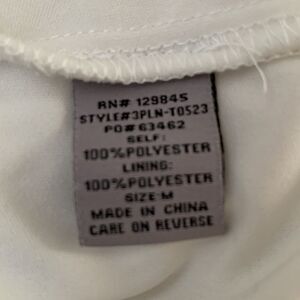 RN# 129845
STYLE#3PLN-T0523
PO#63462
SELF:
100%POLYESTER
LINING:
100%POLYESTER
SIZE:M
MADE IN CHINA
CARE ON REVERSE